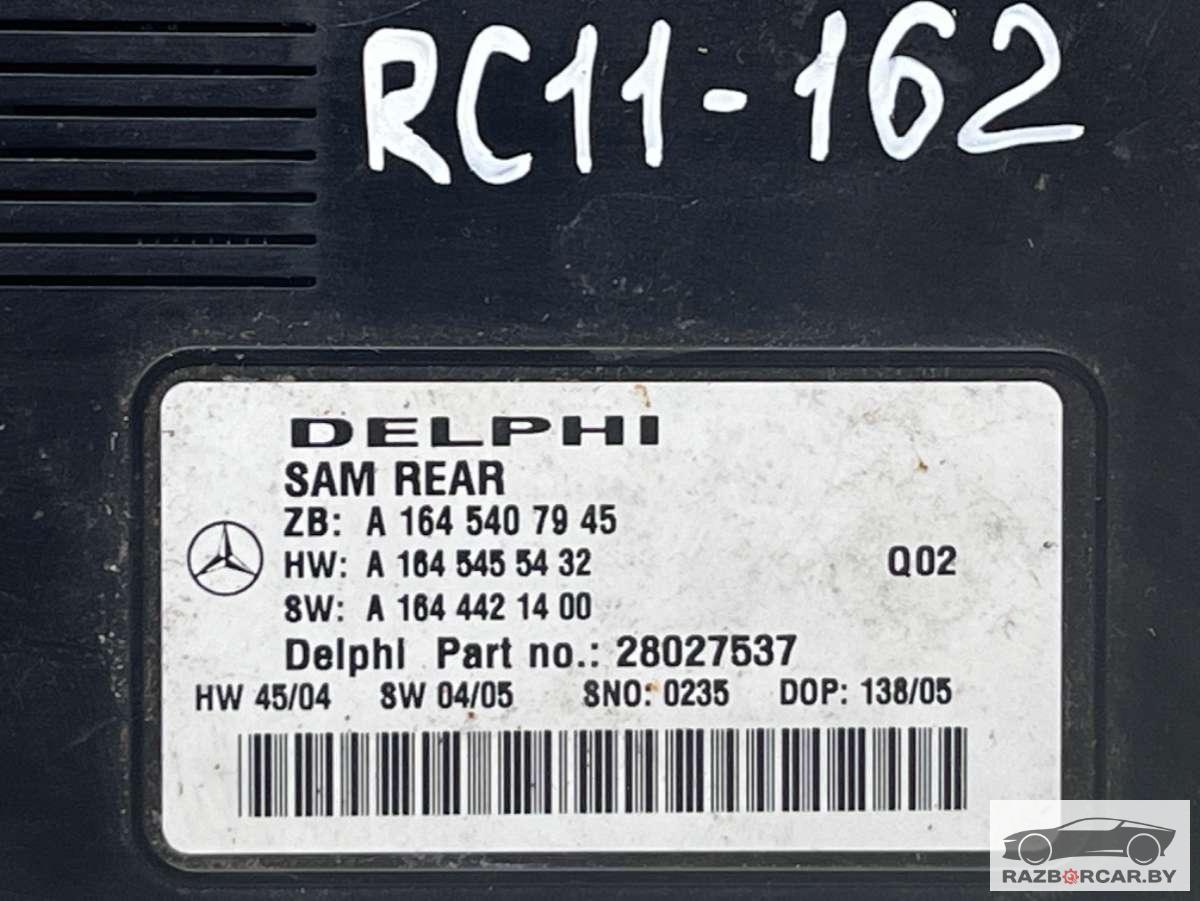 RC11-162
DELPHI
SAM REAR
ZB: A 164 540 79 45
HW: A 164 545 54 32
Q02
SW: A 164 442 14 00
Delphi Part no.: 28027537
HW 45/04 SW 04/05 SNO: 0235 DOP: 138/05
RAZBORCAR.BY